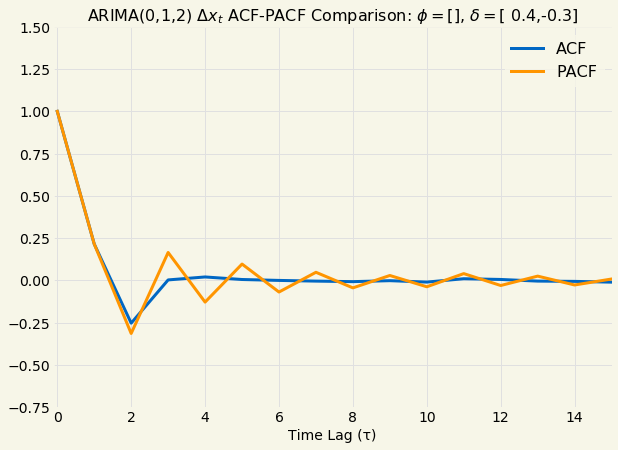 ARIMA(0,1,2) Δxₜ ACF-PACF Comparison: ϕ = [], δ = [ 0.4,-0.3]
1.50
1.25
1.00
0.75
0.50
0.25
0.00
−0.25
−0.50
−0.75
ACF
PACF
0 2 4 6 8 10 12 14
Time Lag (τ)